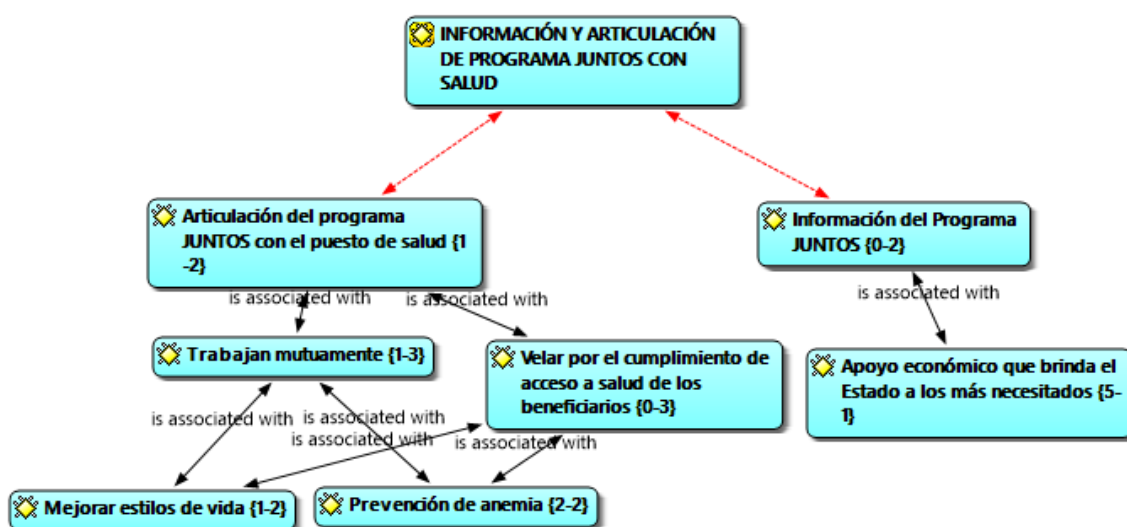 INFORMACIÓN Y ARTICULACIÓN
DE PROGRAMA JUNTOS CON
SALUD
Articulación del programa
JUNTOS con el puesto de salud {1
-2}
Información del Programa
JUNTOS {0-2}
is associated with
is associated with
is associated with
Trabajan mutuamente {1-3}
Velar por el cumplimiento de
acceso a salud de los
beneficiarios {0-3}
Apoyo económico que brinda el
Estado a los más necesitados {5-
1}
is associated with
is associated with
is associated with
is associated with
Mejorar estilos de vida {1-2}
Prevención de anemia {2-2}